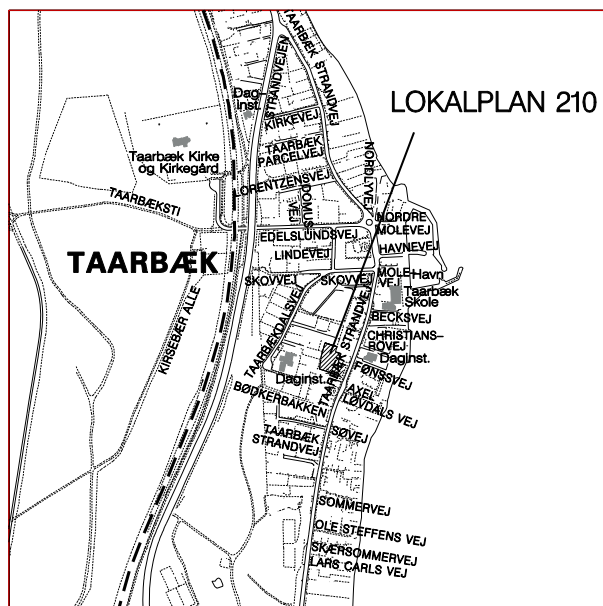 TAARBÆK STRANDVEJ
STRANDVEJEN
Dag-
Inst.
KIRKEVEJ
LOKALPLAN 210
TAARBÆK
PARCELVEJ
Taarbæk Kirke
og Kirkegård
NORDLYVEJ
LORENTZENSVEJ
DOMUS
VEJ
TAARBÆKSTI
NORDRE
MOLEVEJ
EDELSLUNDSVEJ
HAVNEVEJ
LINDEVEJ
TAARBÆK
SKOVVEJ
SKOVVEJ
MOLE-
VEJ
Havn
Taarbæk
Skole
KIRSEBÆR ALLE
TAARBÆKDALSVEJ
TAARBÆK STRANDVEJ
BECKSVEJ
CHRISTIANS-
ROVEJ
Daginst.
Daginst.
FØNSSVEJ
BØDKERBAKKEN
AXEL
LØVDALS VEJ
TAARBÆK
STRANDVEJ
SØVEJ
SOMMERVEJ
OLE STEFFENS VEJ
SKÆRSOMMERVEJ
LARS CARLS VEJ